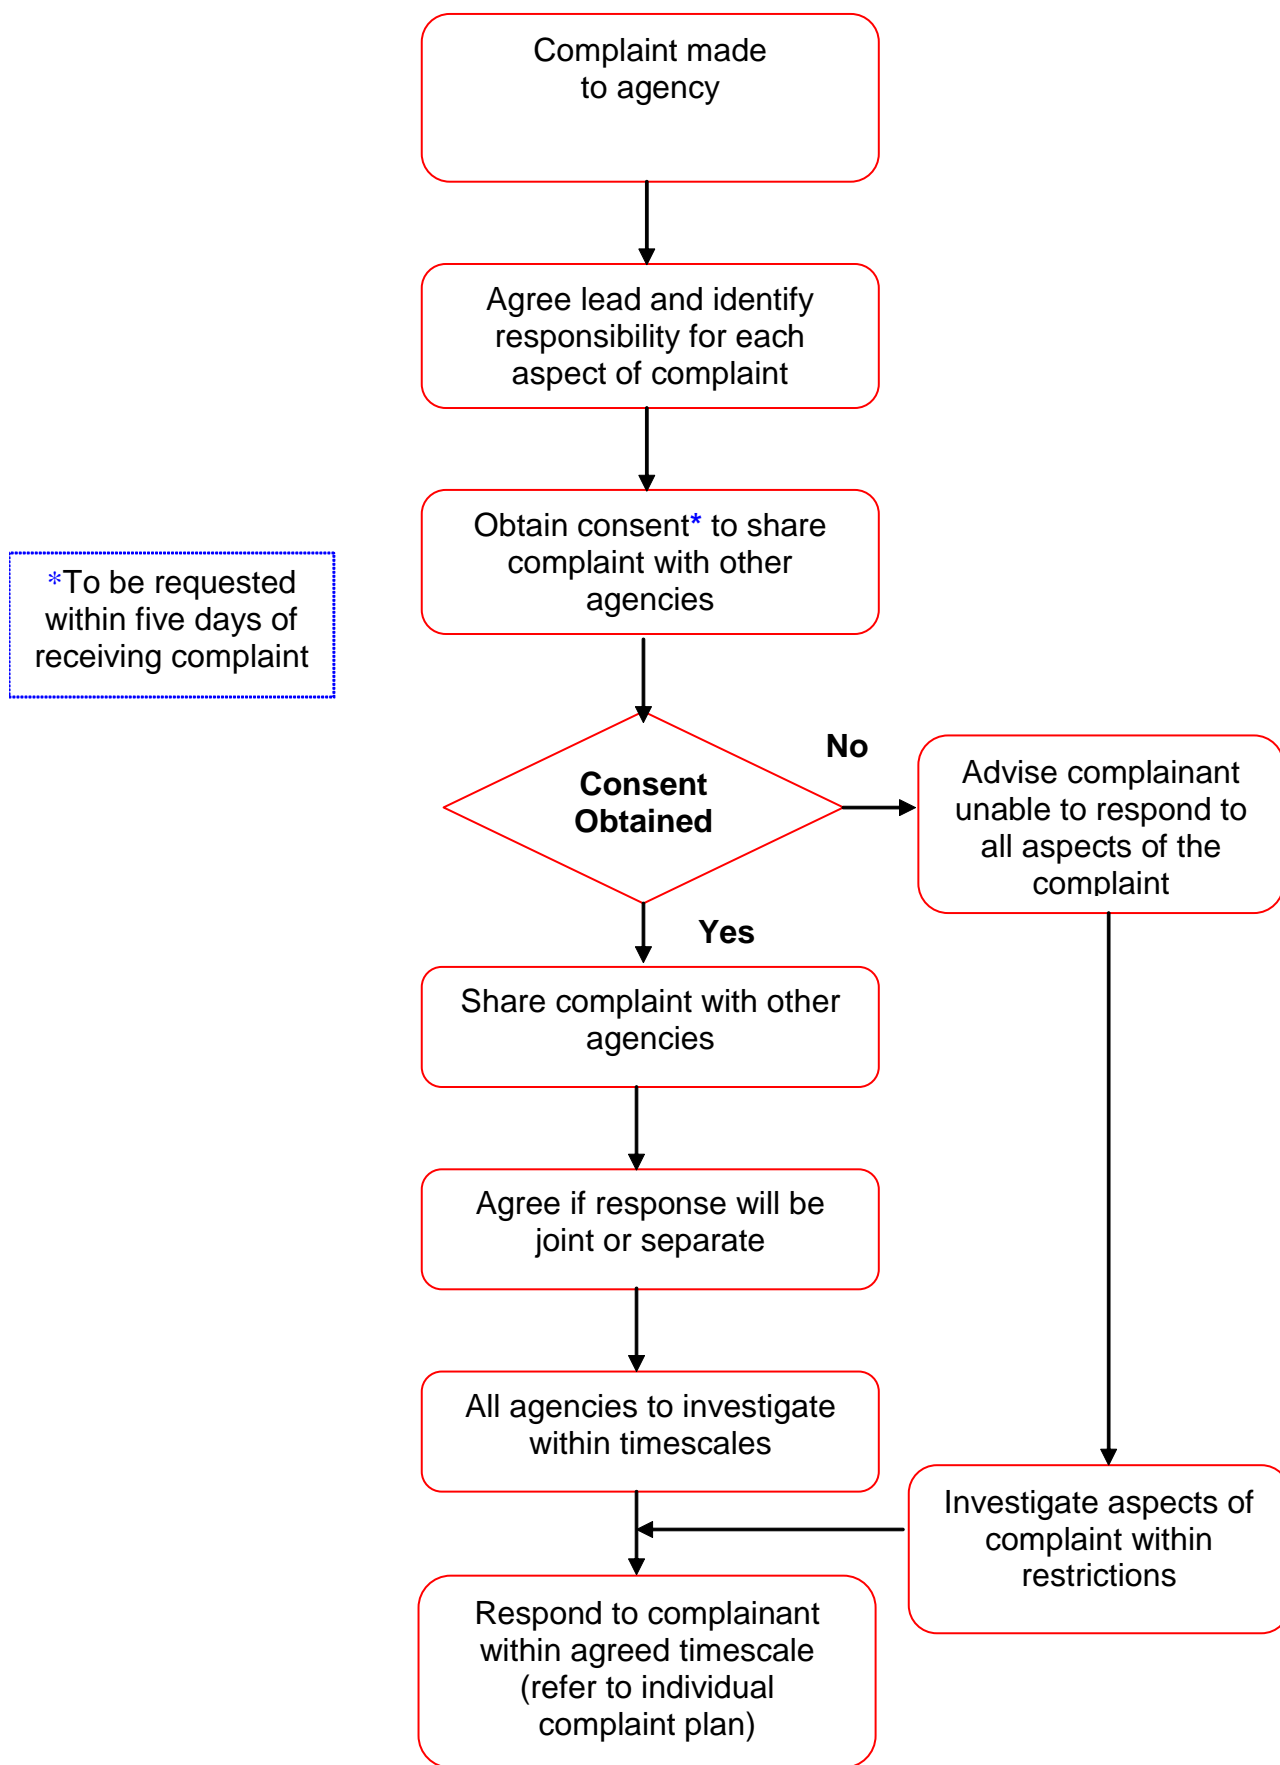 Complaint made
to agency
Agree lead and identify
responsibility for each
aspect of complaint
Obtain consent* to share
complaint with other
agencies
*To be requested
within five days of
receiving complaint
Consent
Obtained
No
Advise complainant
unable to respond to
all aspects of the
complaint
Yes
Share complaint with other
agencies
Agree if response will be
joint or separate
All agencies to investigate
within timescales
Investigate aspects of
complaint within
restrictions
Respond to complainant
within agreed timescale
(refer to individual
complaint plan)